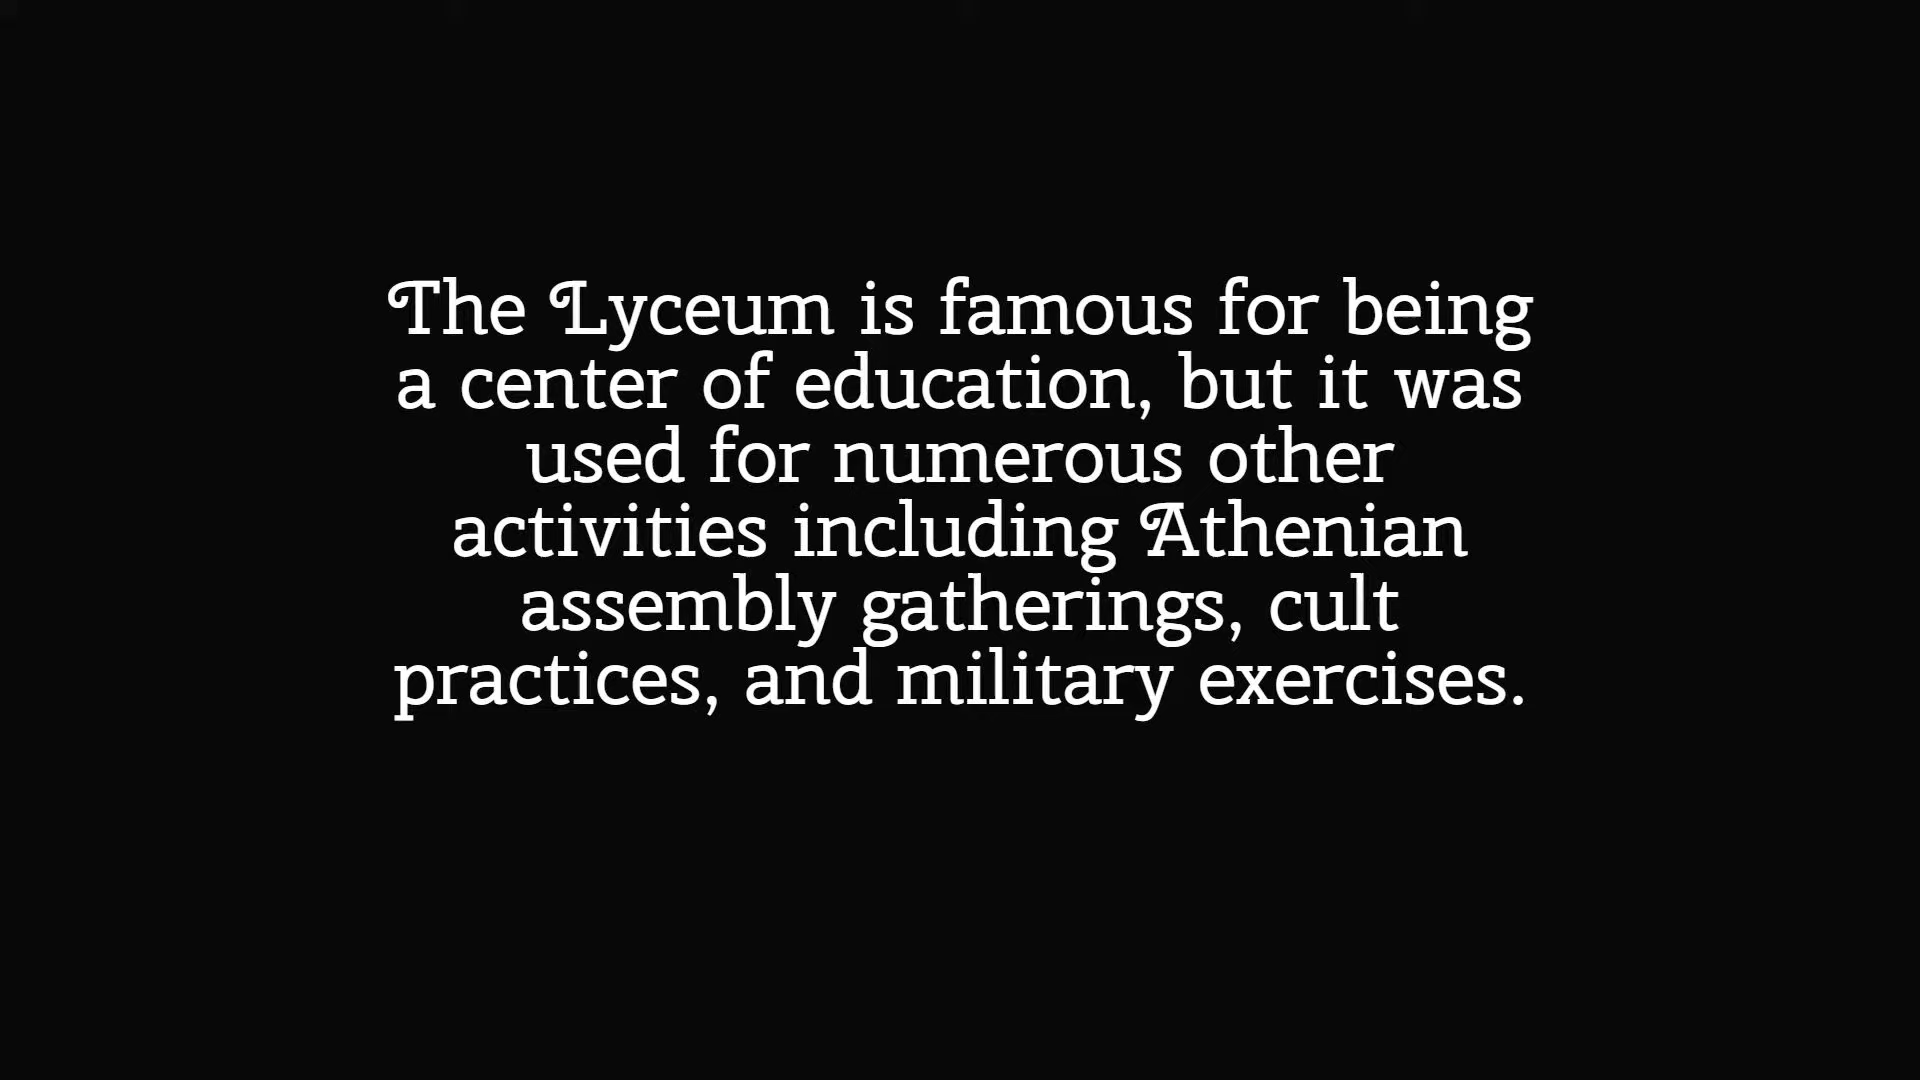 The Lyceum is famous for being
a center of education, but it was
used for numerous other
activities including Athenian
assembly gatherings, cult
practices, and military exercises.